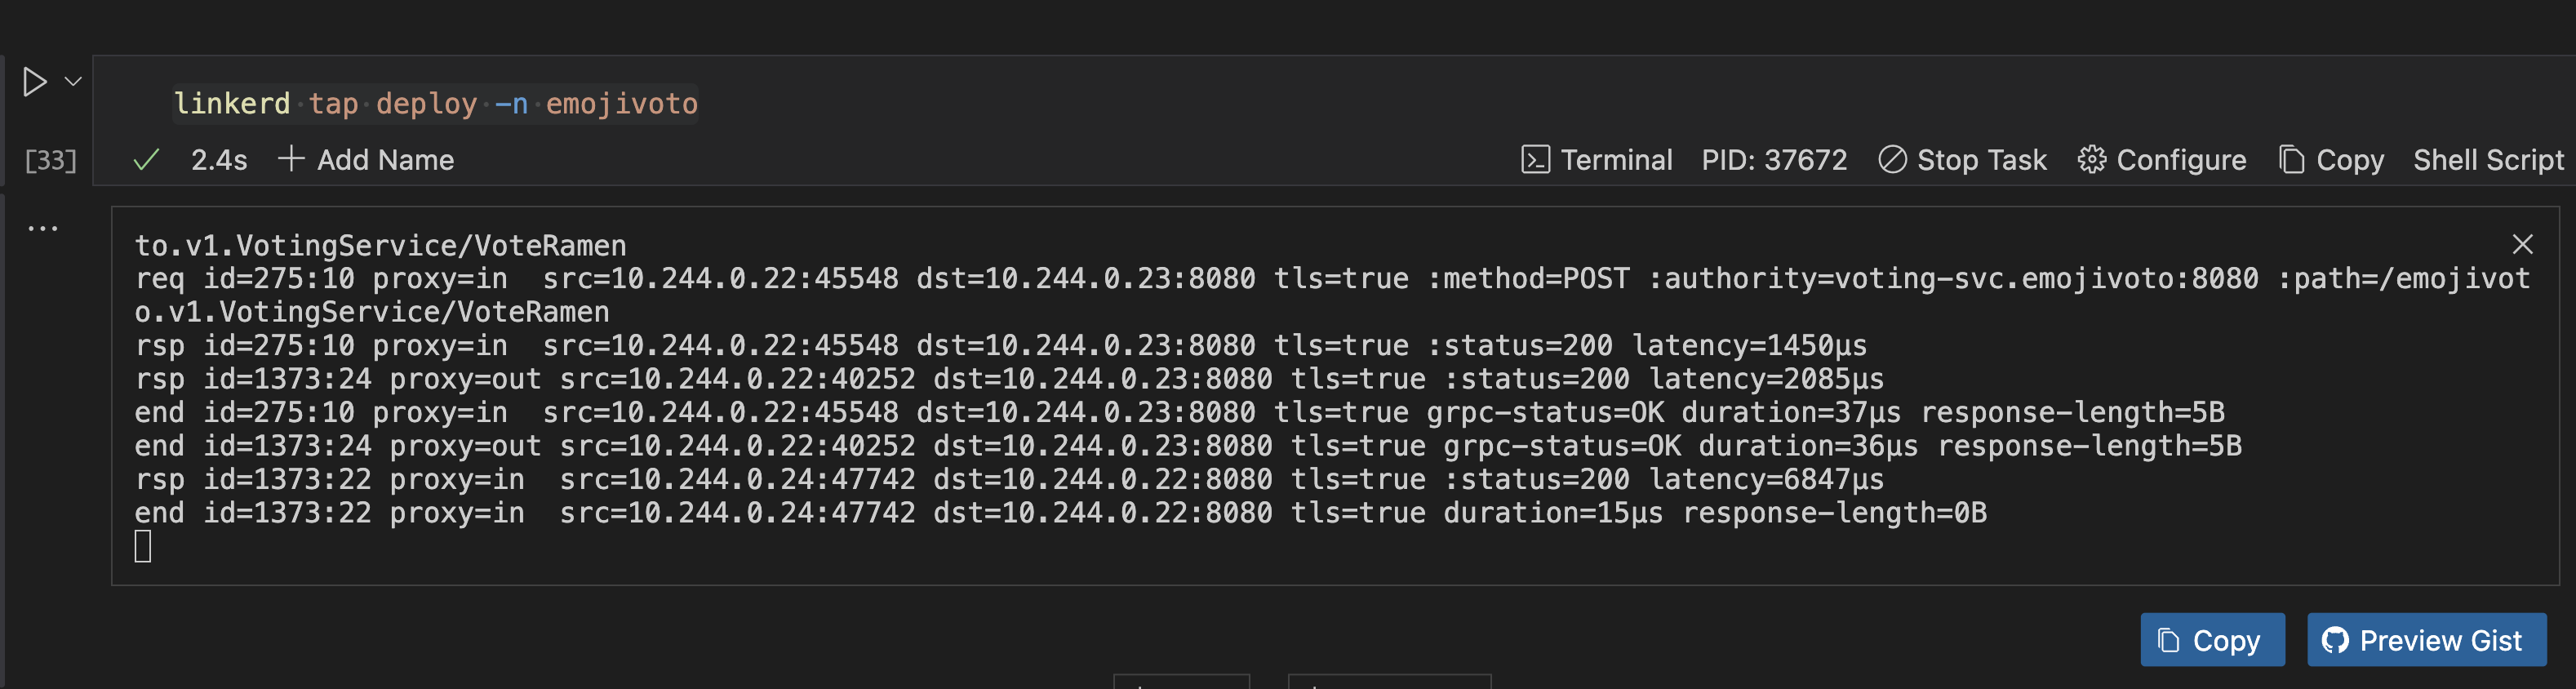 linkerd tap deploy -n emojivoto
[33] 2.4s Add Name Terminal PID: 37672 Stop Task Configure Copy Shell Script
...
to.v1.VotingService/VoteRamen
req id=275:10 proxy=in  src=10.244.0.22:45548 dst=10.244.0.23:8080 tls=true :method=POST :authority=voting-svc.emojivoto:8080 :path=/emojivot
o.v1.VotingService/VoteRamen
rsp id=275:10 proxy=in  src=10.244.0.22:45548 dst=10.244.0.23:8080 tls=true :status=200 latency=1450µs
rsp id=1373:24 proxy=out src=10.244.0.22:40252 dst=10.244.0.23:8080 tls=true :status=200 latency=2085µs
end id=275:10 proxy=in  src=10.244.0.22:45548 dst=10.244.0.23:8080 tls=true grpc-status=OK duration=37µs response-length=5B
end id=1373:24 proxy=out src=10.244.0.22:40252 dst=10.244.0.23:8080 tls=true grpc-status=OK duration=36µs response-length=5B
rsp id=1373:22 proxy=in  src=10.244.0.24:47742 dst=10.244.0.22:8080 tls=true :status=200 latency=6847µs
end id=1373:22 proxy=in  src=10.244.0.24:47742 dst=10.244.0.22:8080 tls=true duration=15µs response-length=0B
Copy Preview Gist